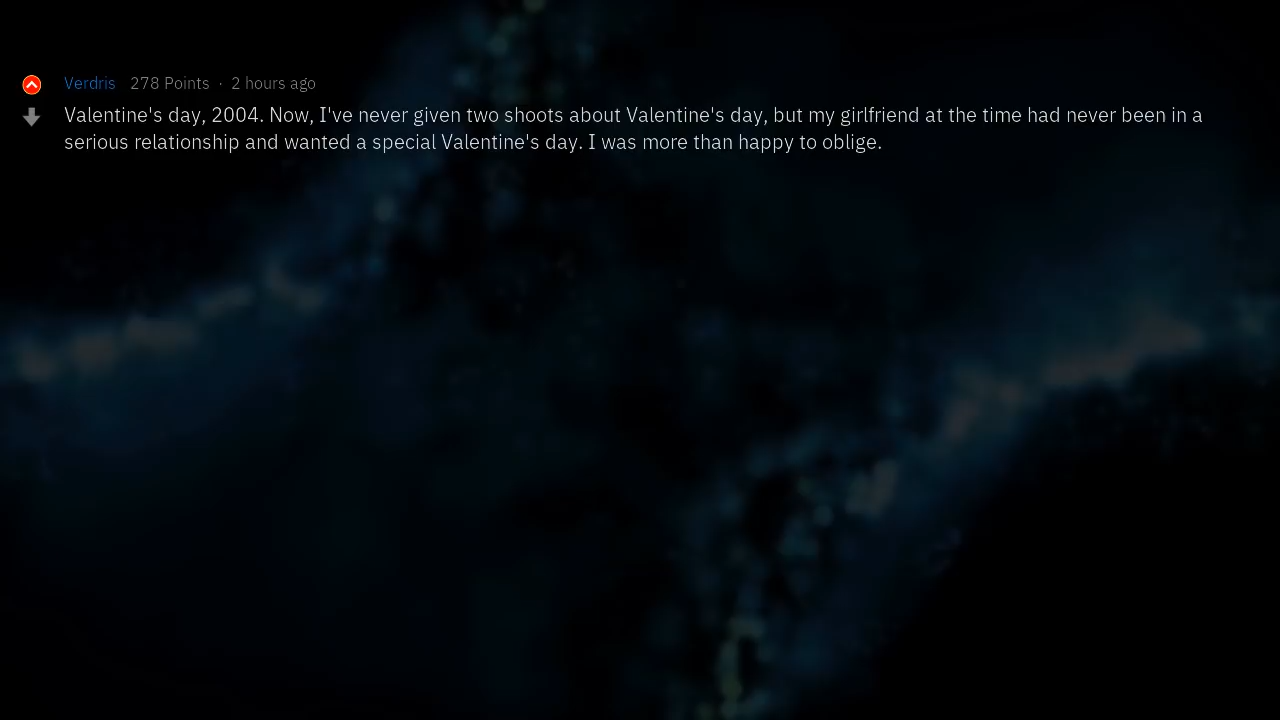 Verdris 278 Points · 2 hours ago
Valentine's day, 2004. Now, I've never given two shoots about Valentine's day, but my girlfriend at the time had never been in a
serious relationship and wanted a special Valentine's day. I was more than happy to oblige.